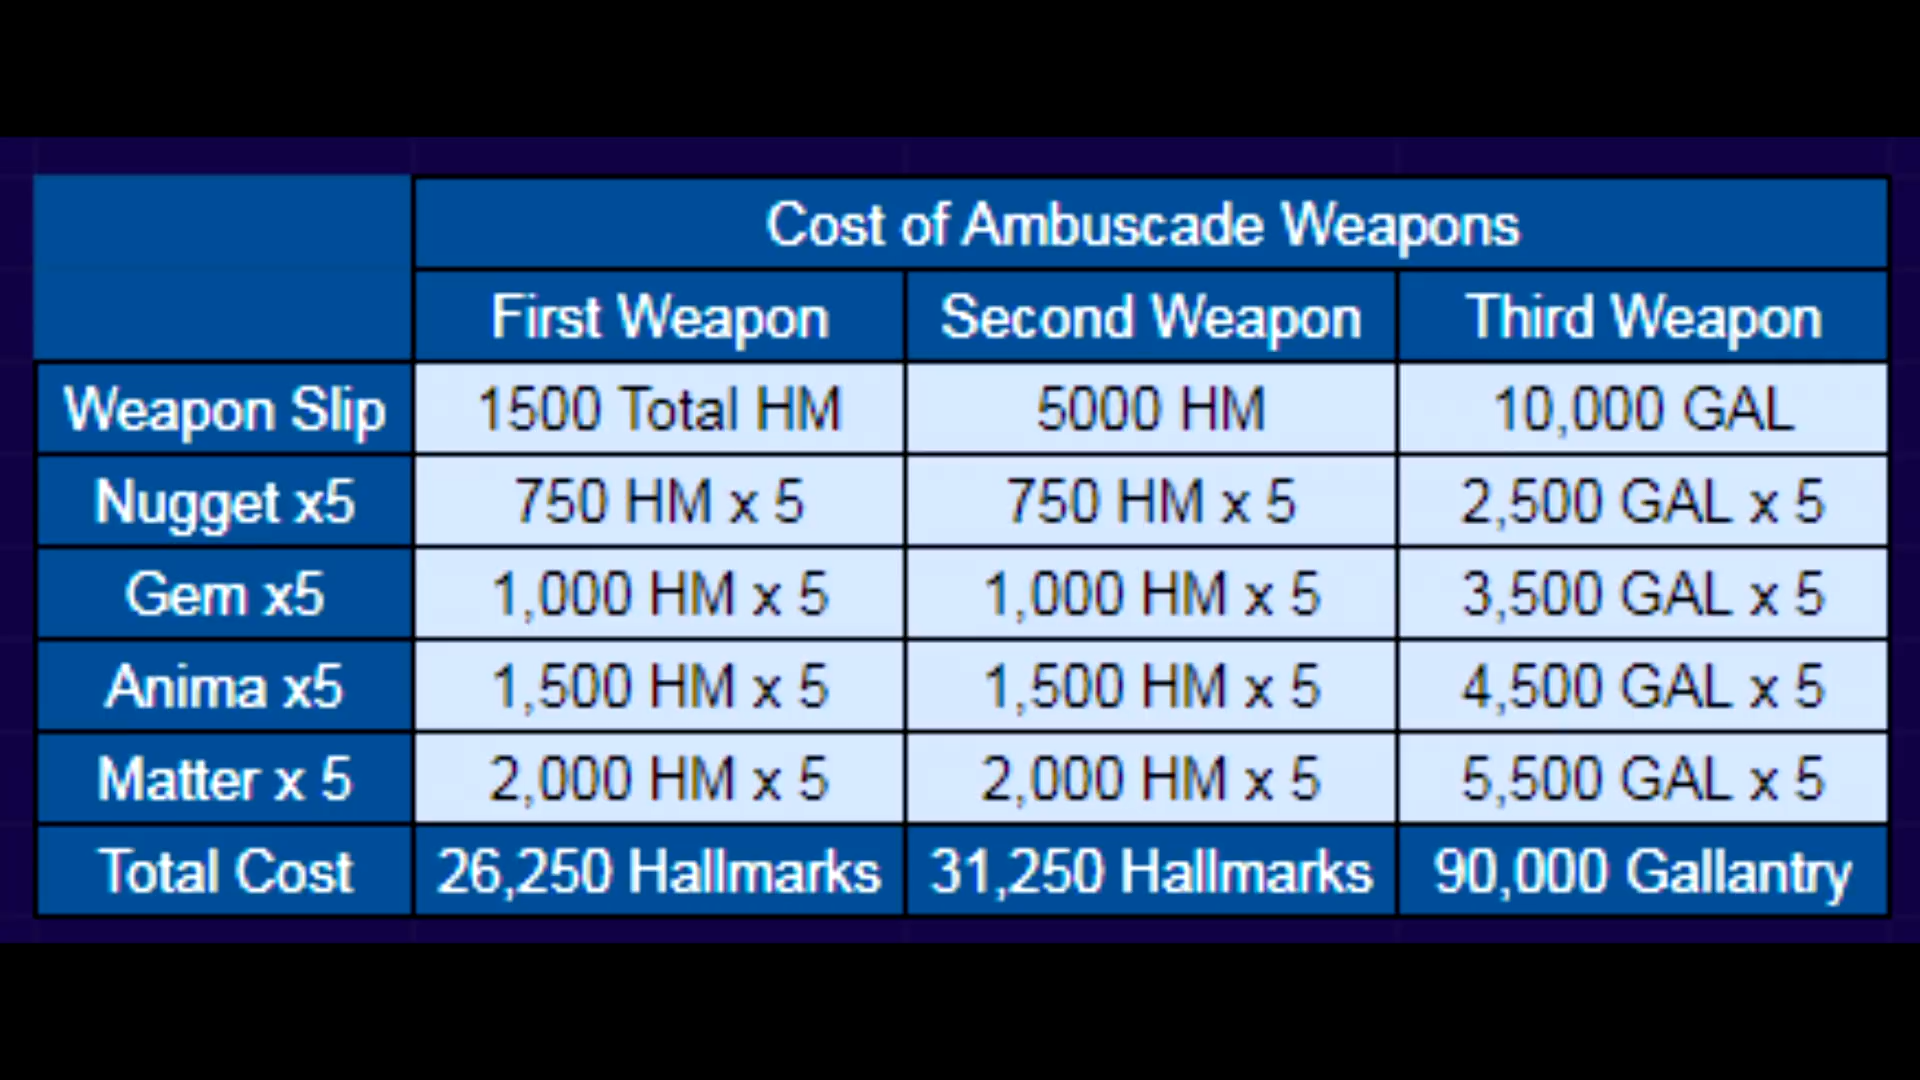 Cost of Ambuscade Weapons
First Weapon Second Weapon Third Weapon
Weapon Slip 1500 Total HM 5000 HM 10,000 GAL
Nugget x5 750 HM x 5 750 HM x 5 2,500 GAL x 5
Gem x5 1,000 HM x 5 1,000 HM x 5 3,500 GAL x 5
Anima x5 1,500 HM x 5 1,500 HM x 5 4,500 GAL x 5
Matter x 5 2,000 HM x 5 2,000 HM x 5 5,500 GAL x 5
Total Cost 26,250 Hallmarks 31,250 Hallmarks 90,000 Gallantry